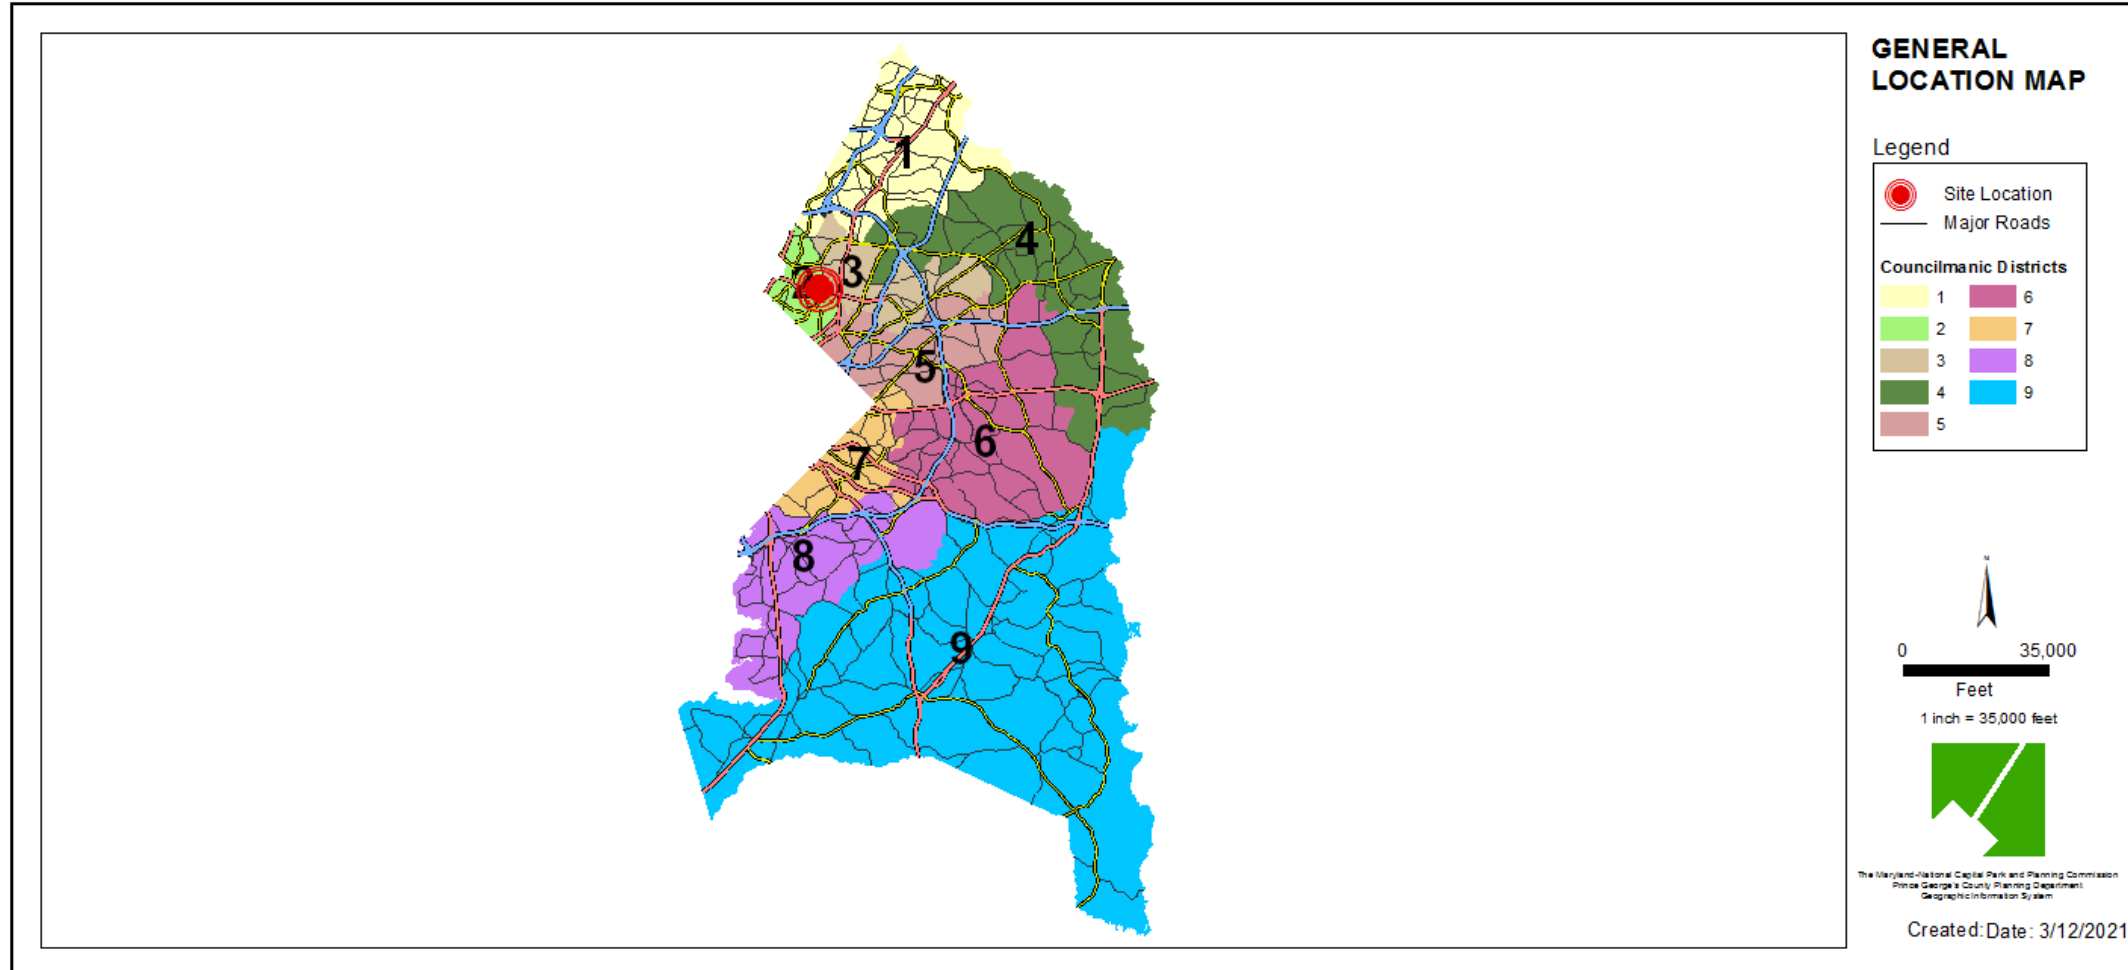 GENERAL
LOCATION MAP
Legend
Site Location
Major Roads
Councilmanic Districts
1 6
2 7
3 8
4 9
5
1
4
2 3
5
6
7
8
9
N
0 35,000
Feet
1 inch = 35,000 feet
The Maryland-National Capital Park and Planning Commission
Prince George's County Planning Department
Geographic Information System
Created: Date: 3/12/2021